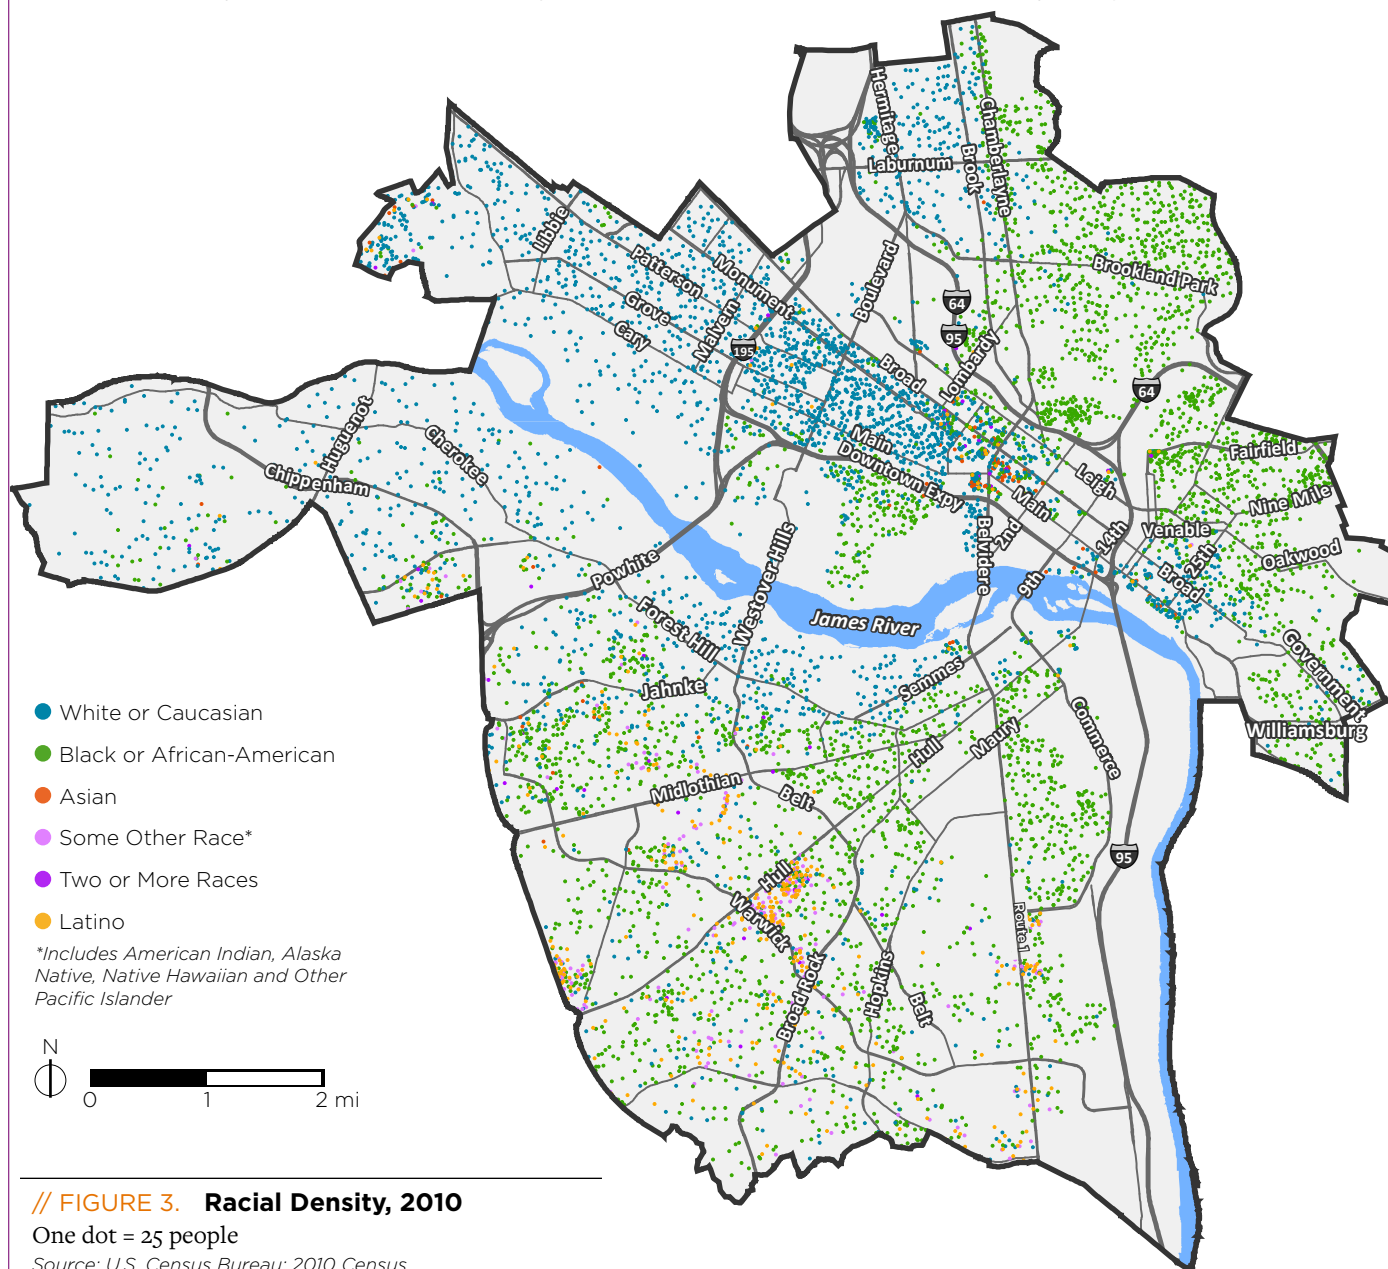 Hermitage
Chamberlayne
Laburnum
Brook
Libbie
Patterson
Monument
Boulevard
Brookland Park
Grove
Malvern
64
Cary
95
195
Broad
Lombardy
64
Huguenot
Cherokee
Main
Fairfield
Chippenham
Downtown Expy
Leigh
Main
Nine Mile
Venable
Belvidere
2nd
14th
25th
Oakwood
Westover Hills
Powhite
Broad
9th
James River
Forest Hill
Government
Semmes
Jahnke
White or Caucasian
Commerce
Williamsburg
Hull
Maury
Black or African-American
Midlothian
Belt
Asian
Some Other Race*
95
Two or More Races
Hull
Latino
Warwick
Route 1
*Includes American Indian, Alaska
Native, Native Hawaiian and Other
Pacific Islander
Broad Rock
Hopkins
Belt
N
0 1 2 mi
// FIGURE 3. Racial Density, 2010
One dot = 25 people
Source: U.S. Census Bureau; 2010 Census